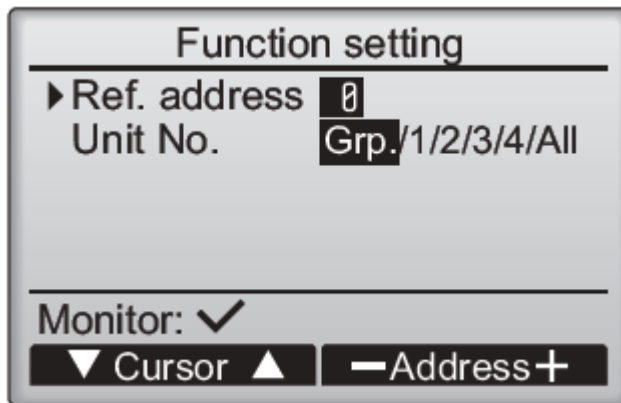 Function setting
▶Ref. address 0
Unit No. Grp./1/2/3/4/All
Monitor: ✓
▼ Cursor ▲ −Address+